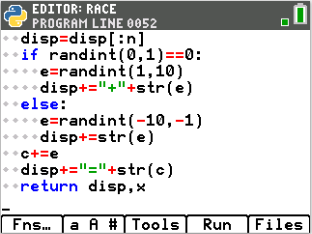 EDITOR: RACE
PROGRAM LINE 0052
disp=disp[:n]
if randint(0,1)==0:
e=randint(1,10)
disp+="+"+str(e)
else:
e=randint(-10,-1)
disp+=str(e)
c+=e
disp+="="+str(c)
return disp,x
_
Fns… a A # Tools Run Files